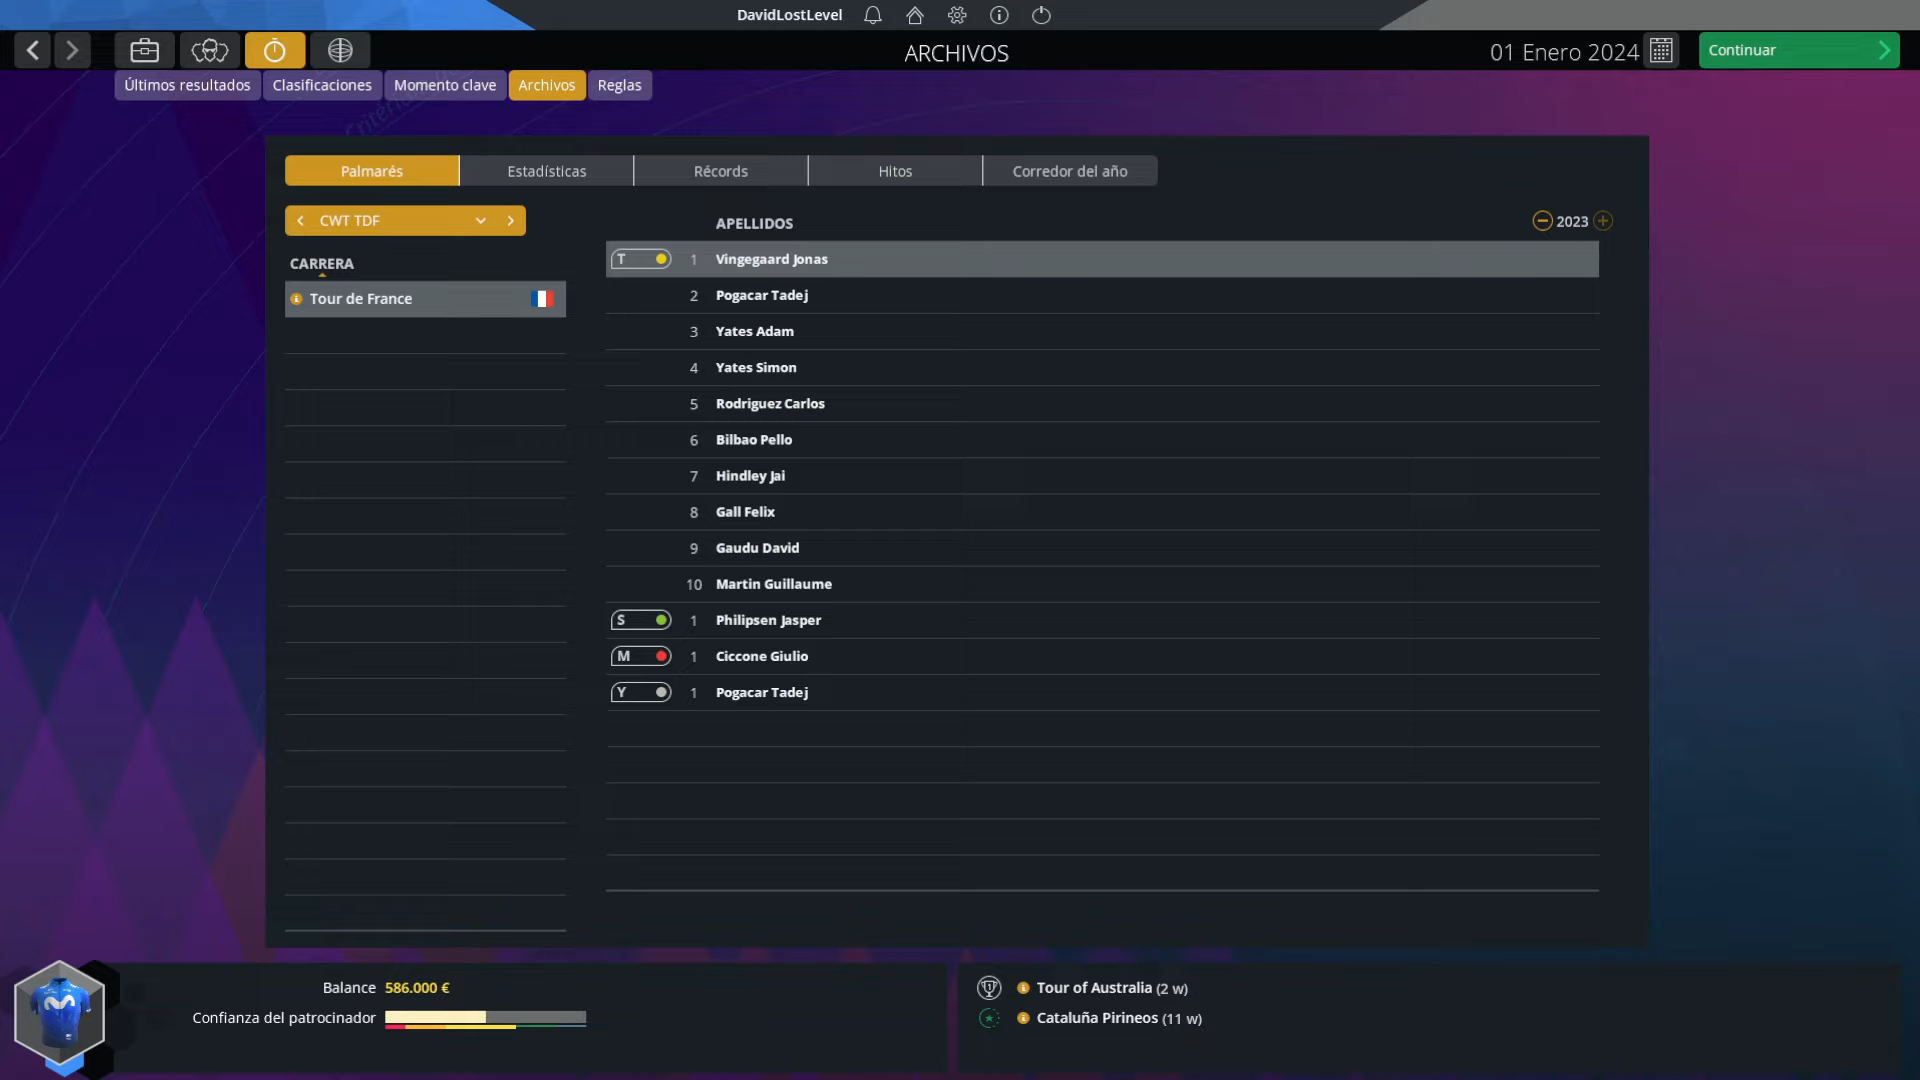 DavidLostLevel
ARCHIVOS
01 Enero 2024
Continuar
Últimos resultados
Clasificaciones
Momento clave
Archivos
Reglas
Palmarés
Estadísticas
Récords
Hitos
Corredor del año
CWT TDF
APELLIDOS
2023
CARRERA
Tour de France
T 1 Vingegaard Jonas
2 Pogacar Tadej
3 Yates Adam
4 Yates Simon
5 Rodriguez Carlos
6 Bilbao Pello
7 Hindley Jai
8 Gall Felix
9 Gaudu David
10 Martin Guillaume
S 1 Philipsen Jasper
M 1 Ciccone Giulio
Y 1 Pogacar Tadej
Balance 586.000 €
Confianza del patrocinador
Tour of Australia (2 w)
Cataluña Pirineos (11 w)